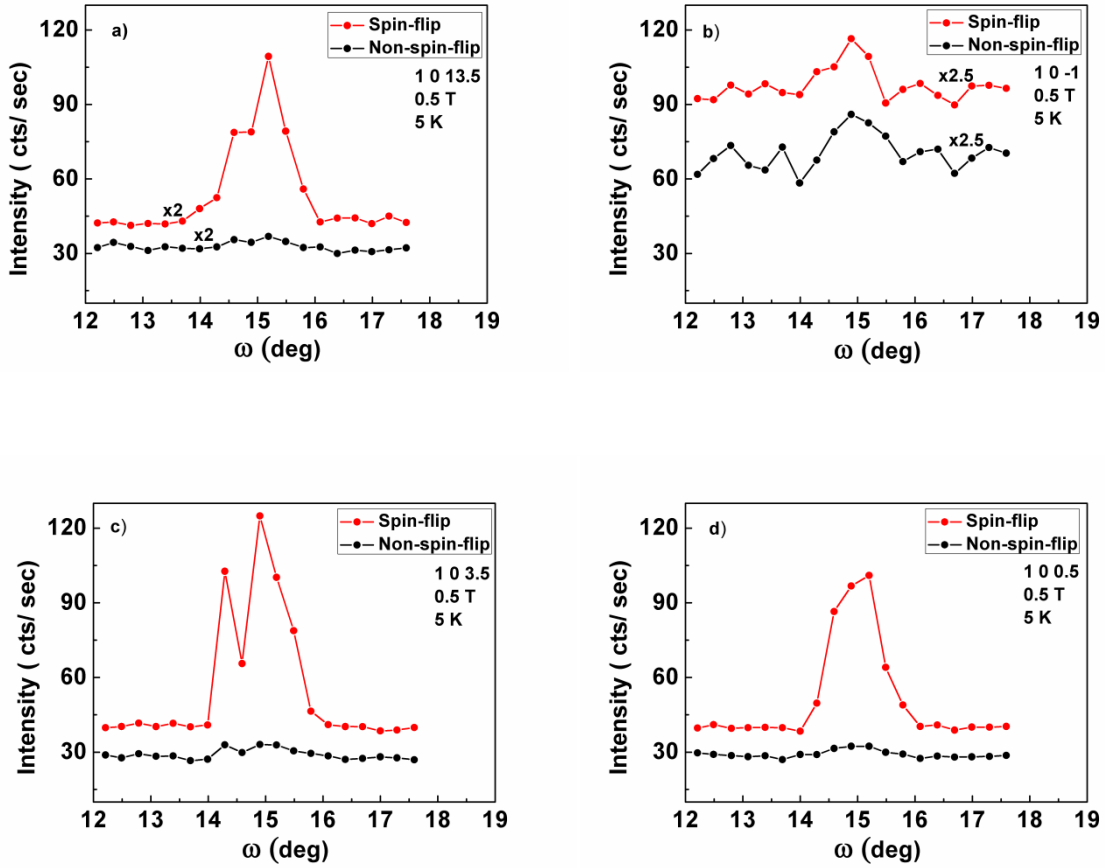 a)
Spin-flip
Non-spin-flip
1 0 13.5
0.5 T
5 K
x2
x2
Intensity ( cts/ sec)
120
90
60
30
12 13 14 15 16 17 18 19
ω (deg)
b)
Spin-flip
Non-spin-flip
1 0 -1
0.5 T
5 K
x2.5
x2.5
Intensity ( cts/ sec)
120
90
60
30
12 13 14 15 16 17 18 19
ω (deg)
c)
Spin-flip
Non-spin-flip
1 0 3.5
0.5 T
5 K
Intensity ( cts/ sec)
120
90
60
30
12 13 14 15 16 17 18 19
ω (deg)
d)
Spin-flip
Non-spin-flip
1 0 0.5
0.5 T
5 K
Intensity ( cts/ sec)
120
90
60
30
12 13 14 15 16 17 18 19
ω (deg)